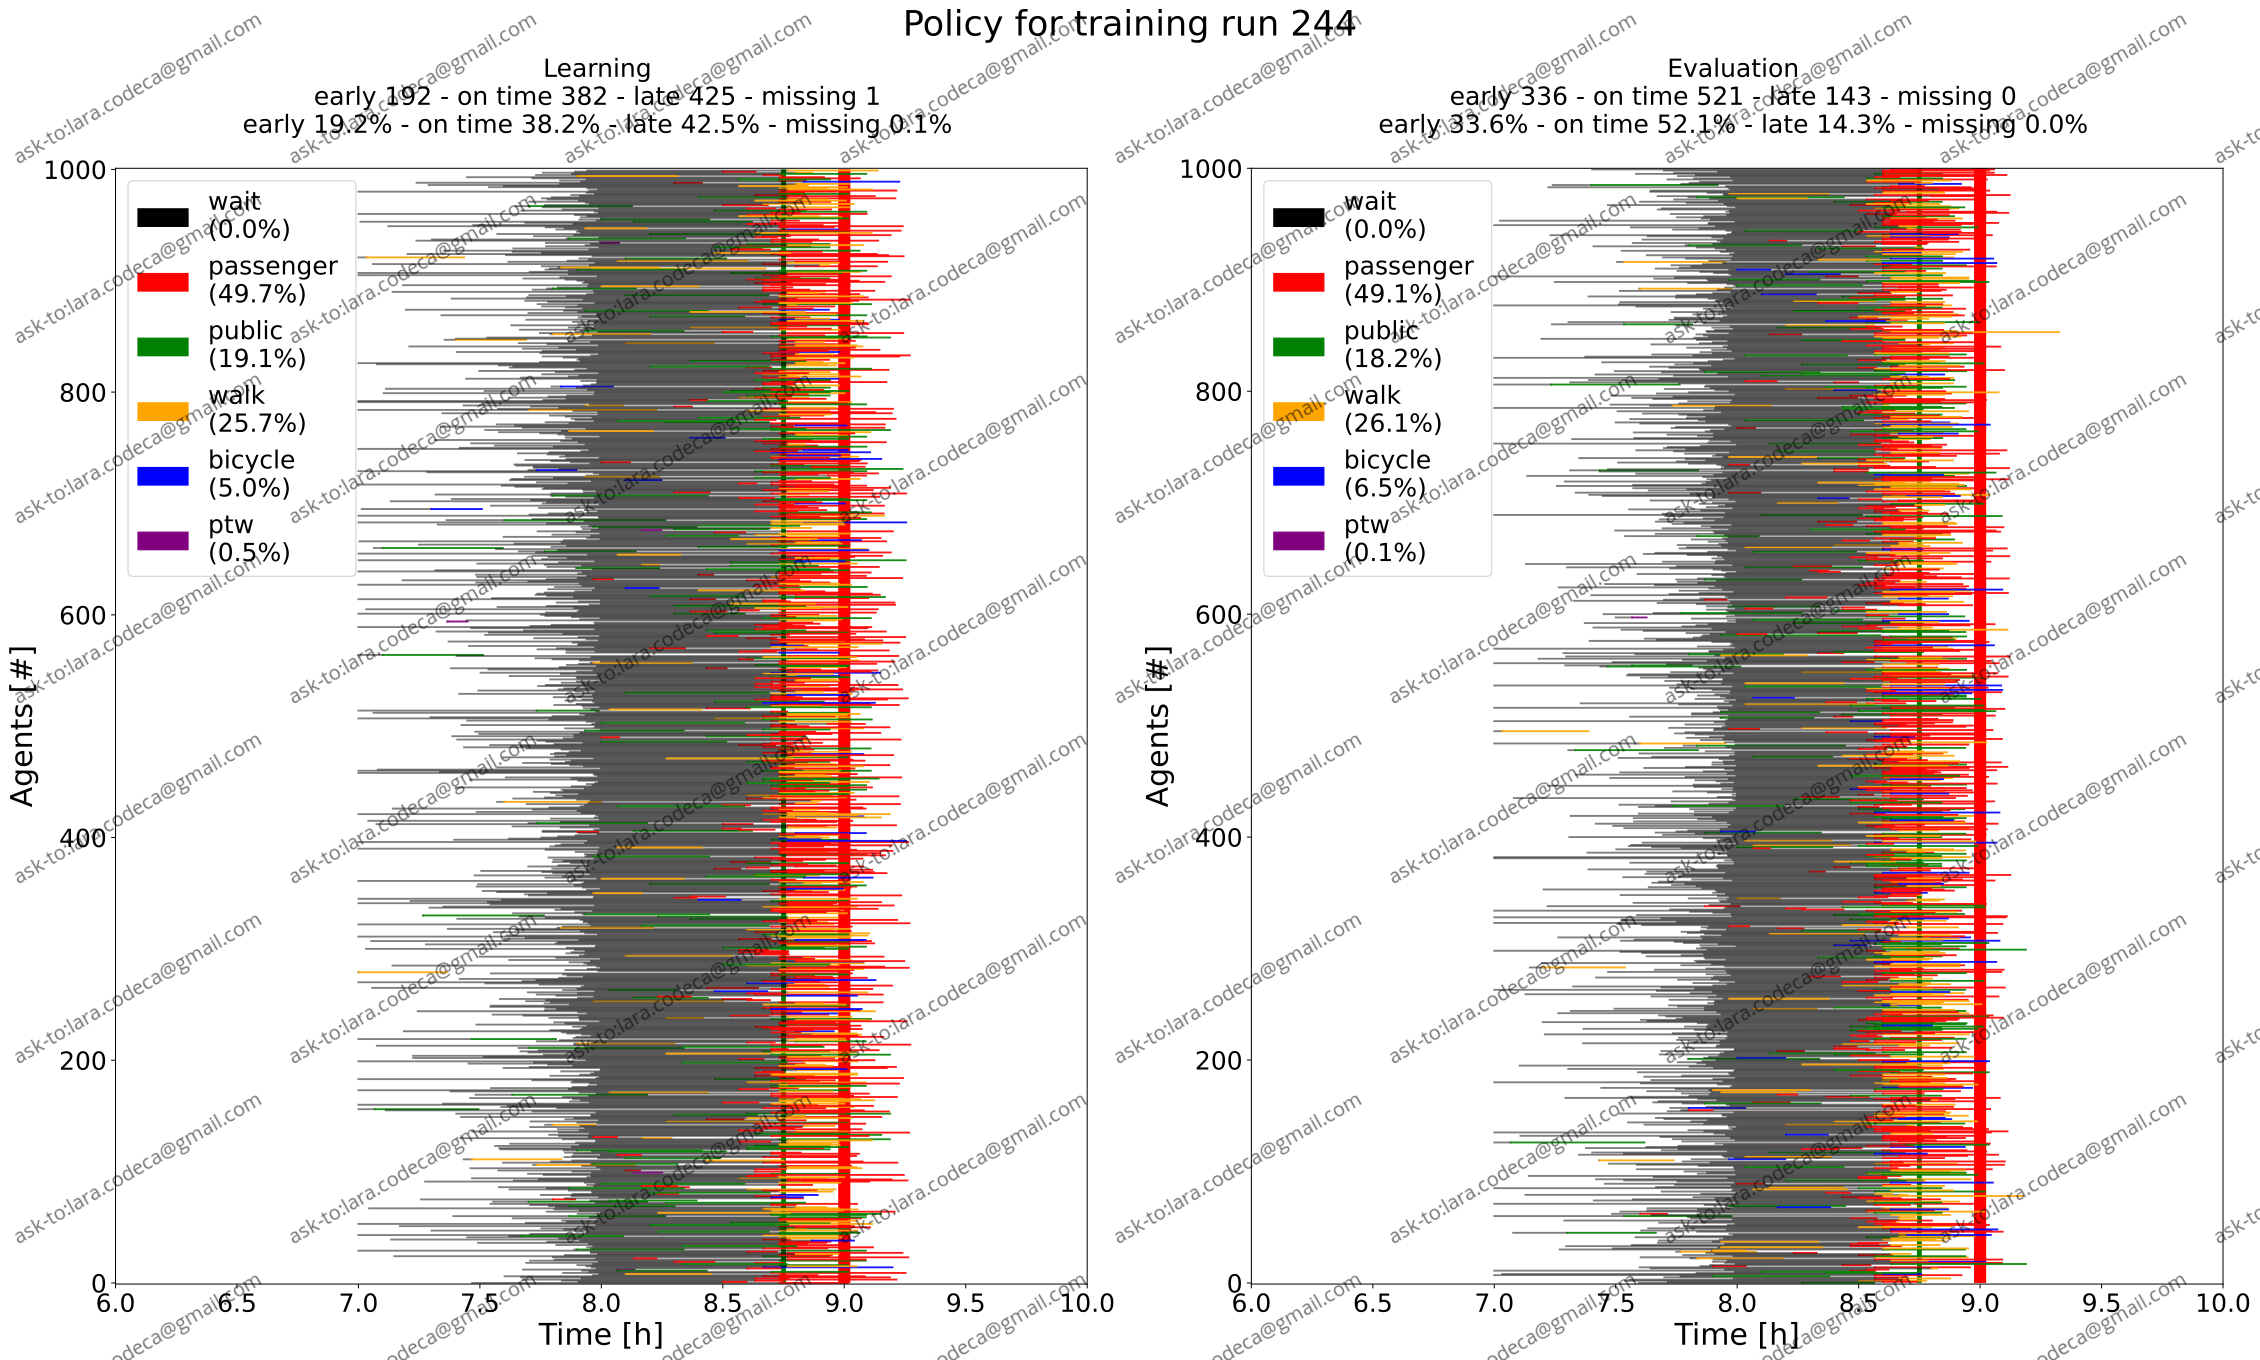 Policy for training run 244
Learning
early 192 - on time 382 - late 425 - missing 1
early 19.2% - on time 38.2% - late 42.5% - missing 0.1%
1000
800
600
400
200
0
Agents [#]
wait
(0.0%)
passenger
(49.7%)
public
(19.1%)
walk
(25.7%)
bicycle
(5.0%)
ptw
(0.5%)
6.0 6.5 7.0 7.5 8.0 8.5 9.0 9.5 10.0
Time [h]
Evaluation
early 336 - on time 521 - late 143 - missing 0
early 33.6% - on time 52.1% - late 14.3% - missing 0.0%
1000
800
600
400
200
0
Agents [#]
wait
(0.0%)
passenger
(49.1%)
public
(18.2%)
walk
(26.1%)
bicycle
(6.5%)
ptw
(0.1%)
6.0 6.5 7.0 7.5 8.0 8.5 9.0 9.5 10.0
Time [h]
ask-to:lara.codeca@gmail.com